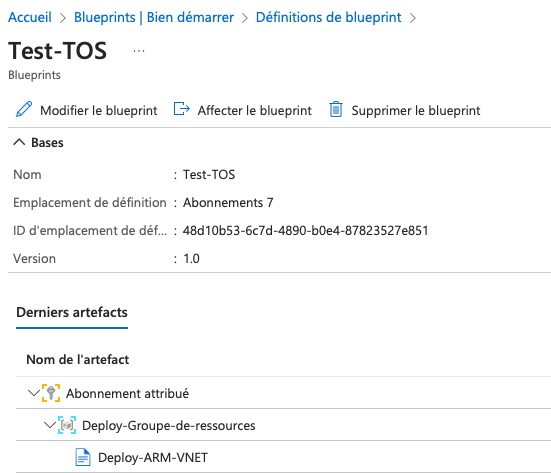 Accueil > Blueprints | Bien démarrer > Définitions de blueprint >
Test-TOS ...
Blueprints
Modifier le blueprint Affecter le blueprint Supprimer le blueprint
Bases
Nom : Test-TOS
Emplacement de définition : Abonnements 7
ID d'emplacement de déf... : 48d10b53-6c7d-4890-b0e4-87823527e851
Version : 1.0
Derniers artefacts
Nom de l'artefact
Abonnement attribué
Deploy-Groupe-de-ressources
Deploy-ARM-VNET